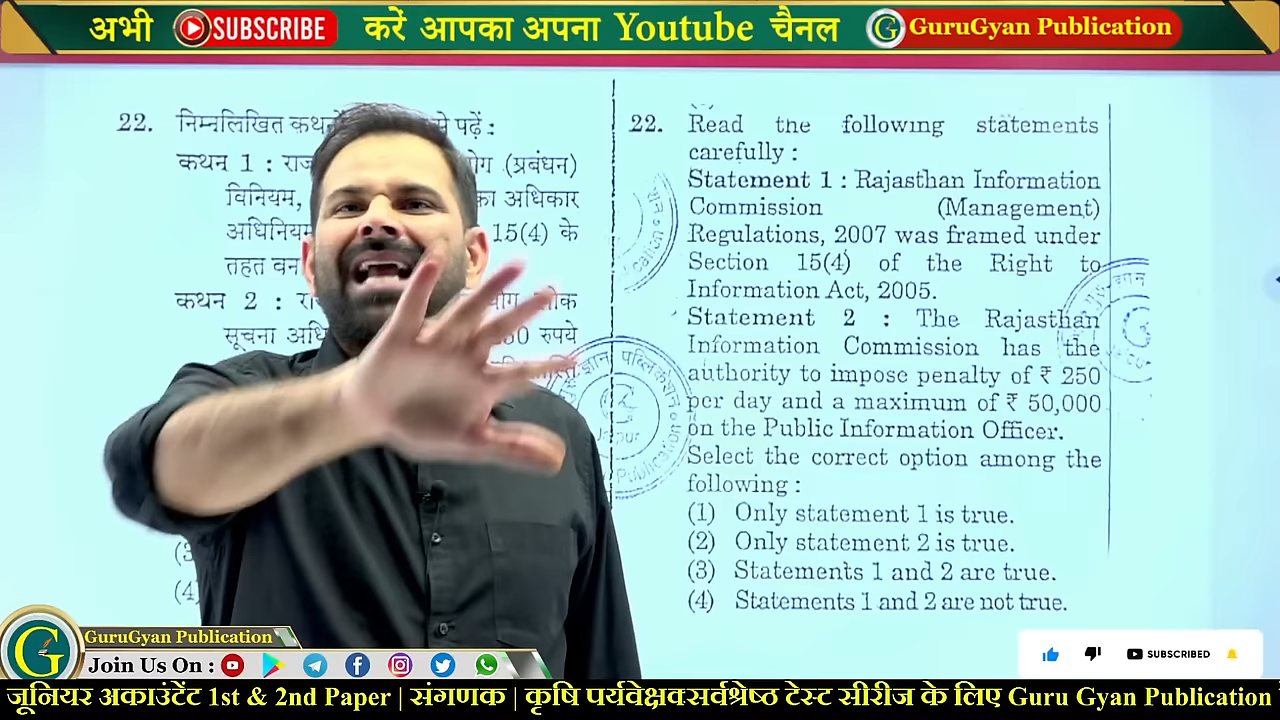 अभी SUBSCRIBE करें आपका अपना Youtube चैनल GuruGyan Publication
22. निम्नलिखित कथनों से पढ़ें :
कथन 1 : राज (प्रबंधन)
विनियम, का अधिकार
अधिनियम 15(4) के
तहत बन
कथन 2 : लोक
सूचना रुपये
(4)
22. Read the following statements
carefully :
Statement 1 : Rajasthan Information
Commission (Management)
Regulations, 2007 was framed under
Section 15(4) of the Right to
Information Act, 2005.
Statement 2 : The Rajasthan
Information Commission has the
authority to impose penalty of ₹ 250
per day and a maximum of ₹ 50,000
on the Public Information Officer.
Select the correct option among the
following :
(1) Only statement 1 is true.
(2) Only statement 2 is true.
(3) Statements 1 and 2 are true.
(4) Statements 1 and 2 are not true.
G GuruGyan Publication
Join Us On :
SUBSCRIBED
जूनियर अकाउंटेंट 1st & 2nd Paper | संगणक | कृषि पर्यवेक्षक सर्वश्रेष्ठ टेस्ट सीरीज के लिए Guru Gyan Publication